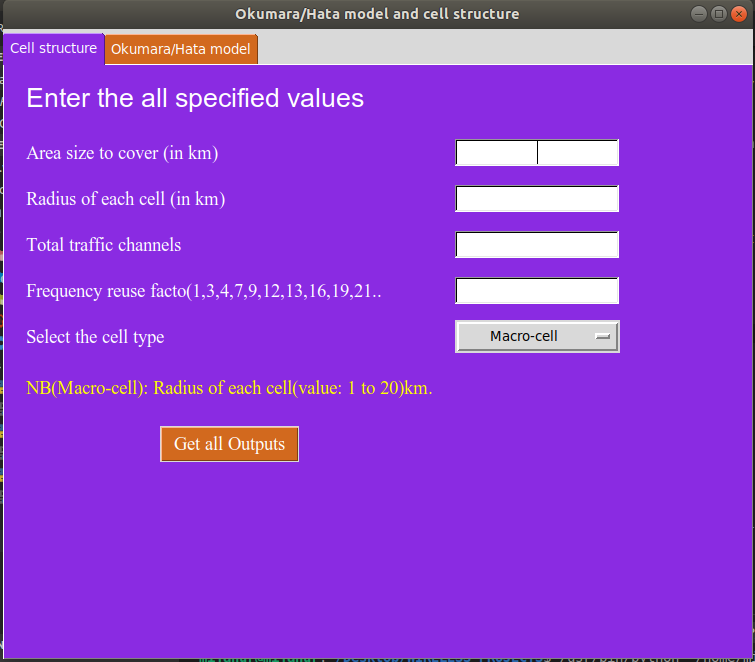 Okumara/Hata model and cell structure
Cell structure
Okumara/Hata model
Enter the all specified values
Area size to cover (in km)
Radius of each cell (in km)
Total traffic channels
Frequency reuse facto(1,3,4,7,9,12,13,16,19,21..
Select the cell type
Macro-cell
NB(Macro-cell): Radius of each cell(value: 1 to 20)km.
Get all Outputs